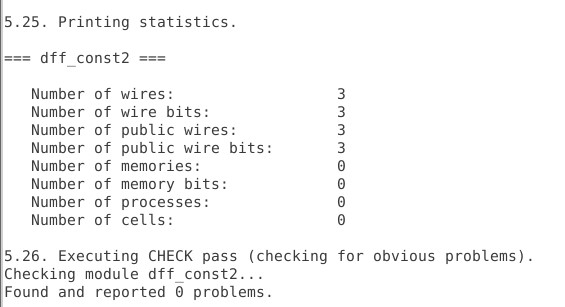 5.25. Printing statistics.
=== dff_const2 ===
Number of wires: 3
Number of wire bits: 3
Number of public wires: 3
Number of public wire bits: 3
Number of memories: 0
Number of memory bits: 0
Number of processes: 0
Number of cells: 0
5.26. Executing CHECK pass (checking for obvious problems).
Checking module dff_const2...
Found and reported 0 problems.